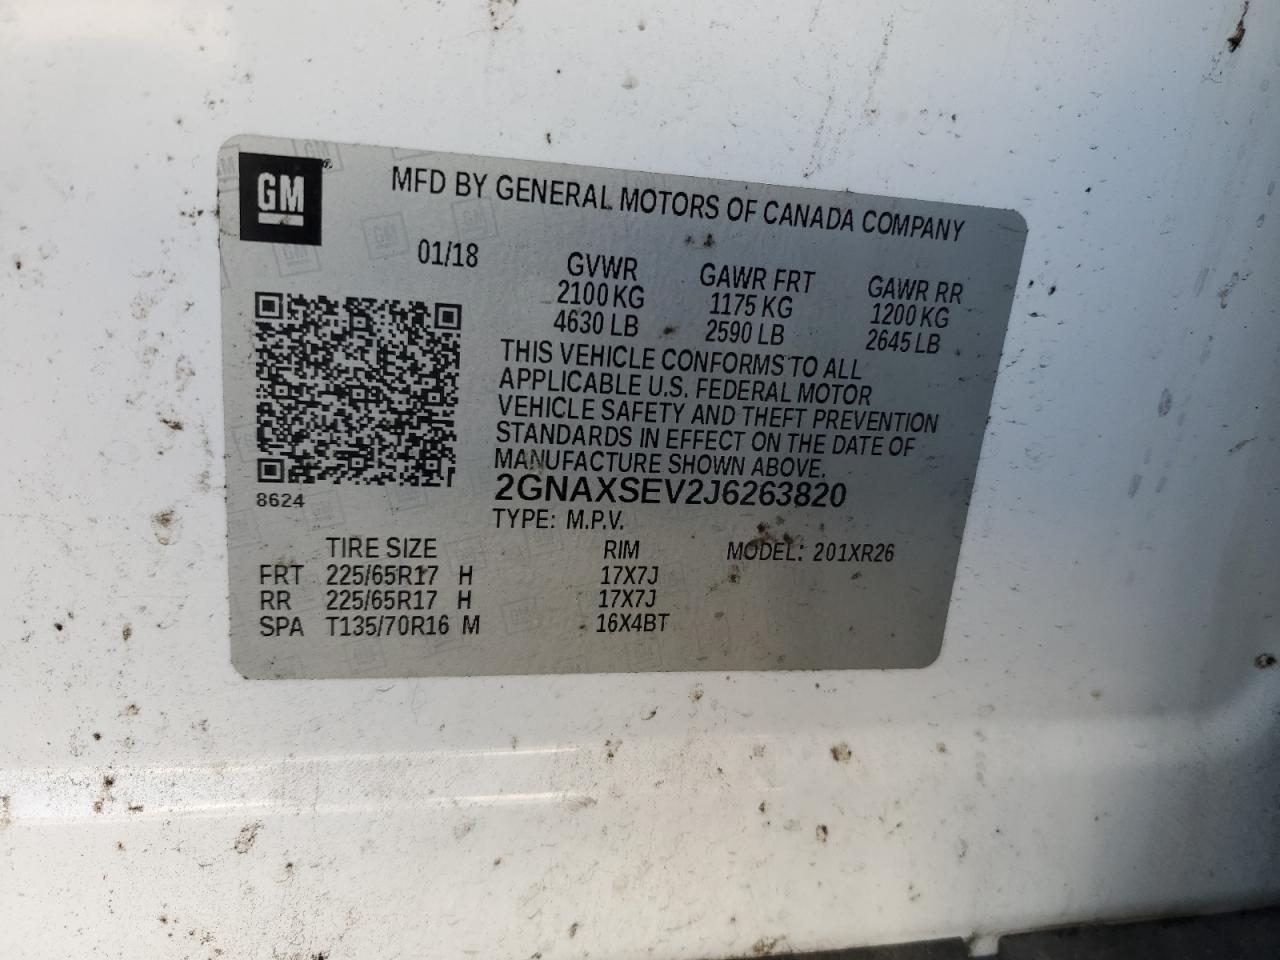 GM
MFD BY GENERAL MOTORS OF CANADA COMPANY
01/18
GVWR GAWR FRT GAWR RR
2100 KG 1175 KG 1200 KG
4630 LB 2590 LB 2645 LB
THIS VEHICLE CONFORMS TO ALL
APPLICABLE U.S. FEDERAL MOTOR
VEHICLE SAFETY AND THEFT PREVENTION
STANDARDS IN EFFECT ON THE DATE OF
MANUFACTURE SHOWN ABOVE.
8624
2GNAXSEV2J6263820
TYPE: M.P.V.
TIRE SIZE RIM MODEL: 201XR26
FRT 225/65R17 H 17X7J
RR 225/65R17 H 17X7J
SPA T135/70R16 M 16X4BT